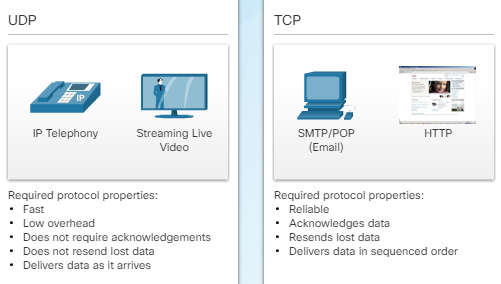 UDP
IP
IP Telephony
Streaming Live
Video
Required protocol properties:
• Fast
• Low overhead
• Does not require acknowledgements
• Does not resend lost data
• Delivers data as it arrives
TCP
SMTP/POP
(Email)
HTTP
Required protocol properties:
• Reliable
• Acknowledges data
• Resends lost data
• Delivers data in sequenced order